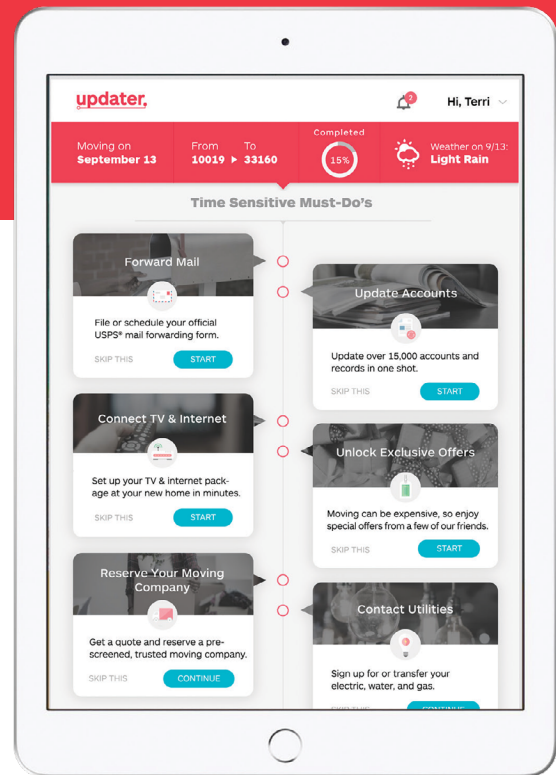 updater.
2
Hi, Terri
Moving on
September 13
From To
10019 ▸ 33160
Completed
15%
Weather on 9/13:
Light Rain
Time Sensitive Must-Do's
Forward Mail
File or schedule your official
USPS® mail forwarding form.
SKIP THIS START
Update Accounts
Update over 15,000 accounts and
records in one shot.
SKIP THIS START
Connect TV & Internet
Set up your TV & internet pack-
age at your new home in minutes.
SKIP THIS START
Unlock Exclusive Offers
Moving can be expensive, so enjoy
special offers from a few of our friends.
SKIP THIS START
Reserve Your Moving
Company
Get a quote and reserve a pre-
screened, trusted moving company.
SKIP THIS CONTINUE
Contact Utilities
Sign up for or transfer your
electric, water, and gas.
SKIP THIS CONTINUE